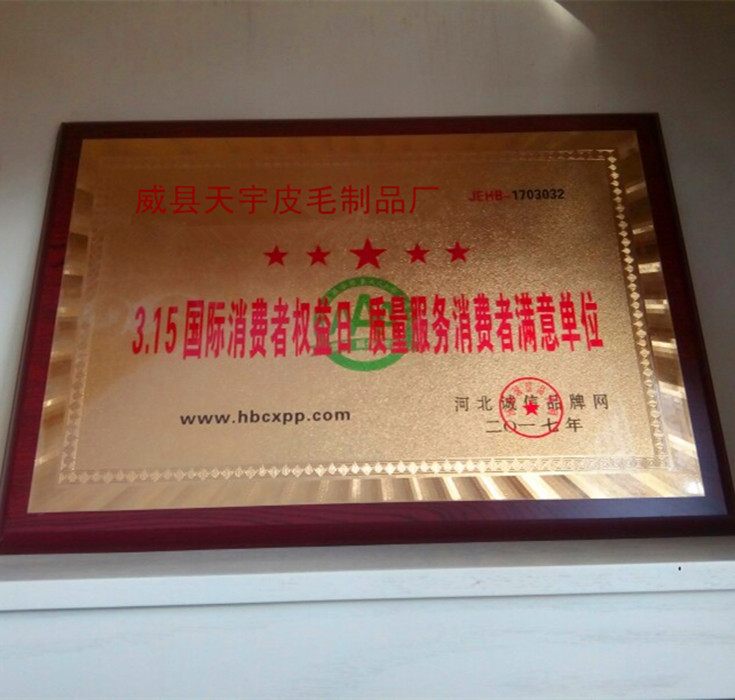 威县天宇皮毛制品厂 JEHB-1703032
3.15国际消费者权益日 质量服务消费者满意单位
www.hbcxpp.com
河北诚信品牌网
二〇一七年